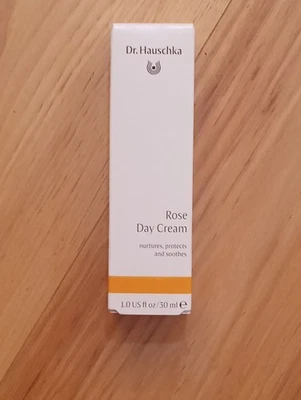 Dr. Hauschka
Rose
Day Cream
nurtures, protects
and soothes
1.0 US fl oz/30 ml ℮